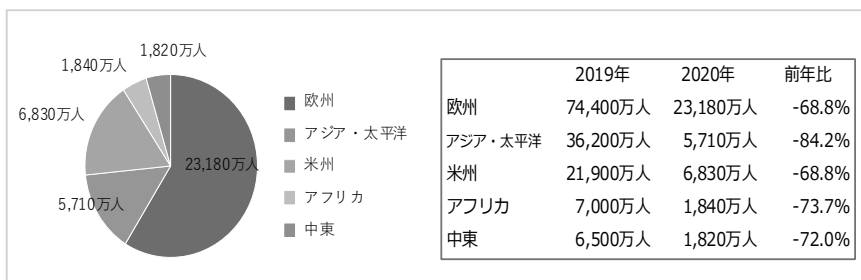 1,820万人
1,840万人
6,830万人
5,710万人
23,180万人
欧州
アジア・太平洋
米州
アフリカ
中東
2019年 2020年 前年比
欧州 74,400万人 23,180万人 -68.8%
アジア・太平洋 36,200万人 5,710万人 -84.2%
米州 21,900万人 6,830万人 -68.8%
アフリカ 7,000万人 1,840万人 -73.7%
中東 6,500万人 1,820万人 -72.0%